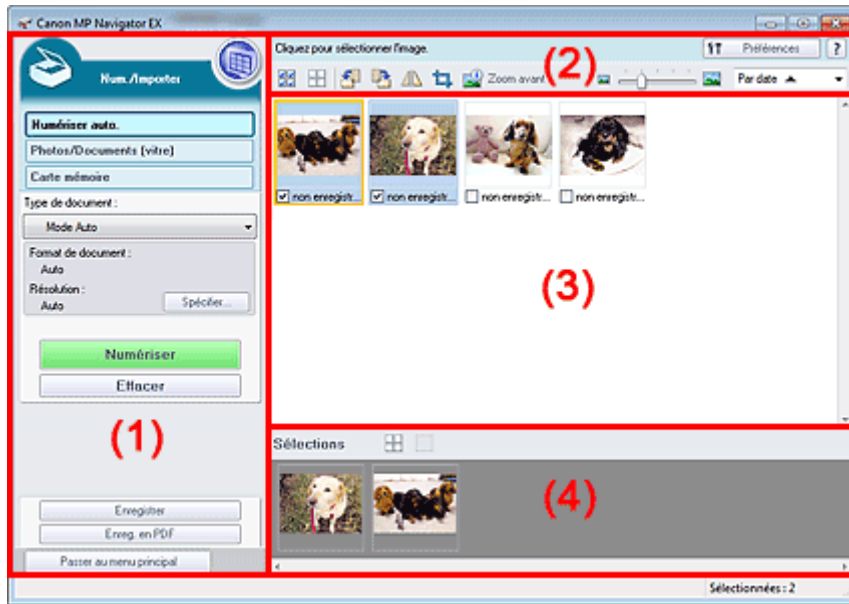 Canon MP Navigator EX
Num./Importer
Numériser auto.
Photos/Documents (vitre)
Carte mémoire
Type de document :
Mode Auto
Format de document :
Auto
Résolution :
Auto
Spécifier...
Numériser
Effacer
(1)
Enregistrer
Enreg. en PDF
Passer au menu principal
Cliquez pour sélectionner l'image.
Préférences
?
Zoom avant
(2)
Par date
non enregistr...
non enregistr...
non enregistr...
non enregistr...
(3)
Sélections
(4)
Sélectionnées : 2